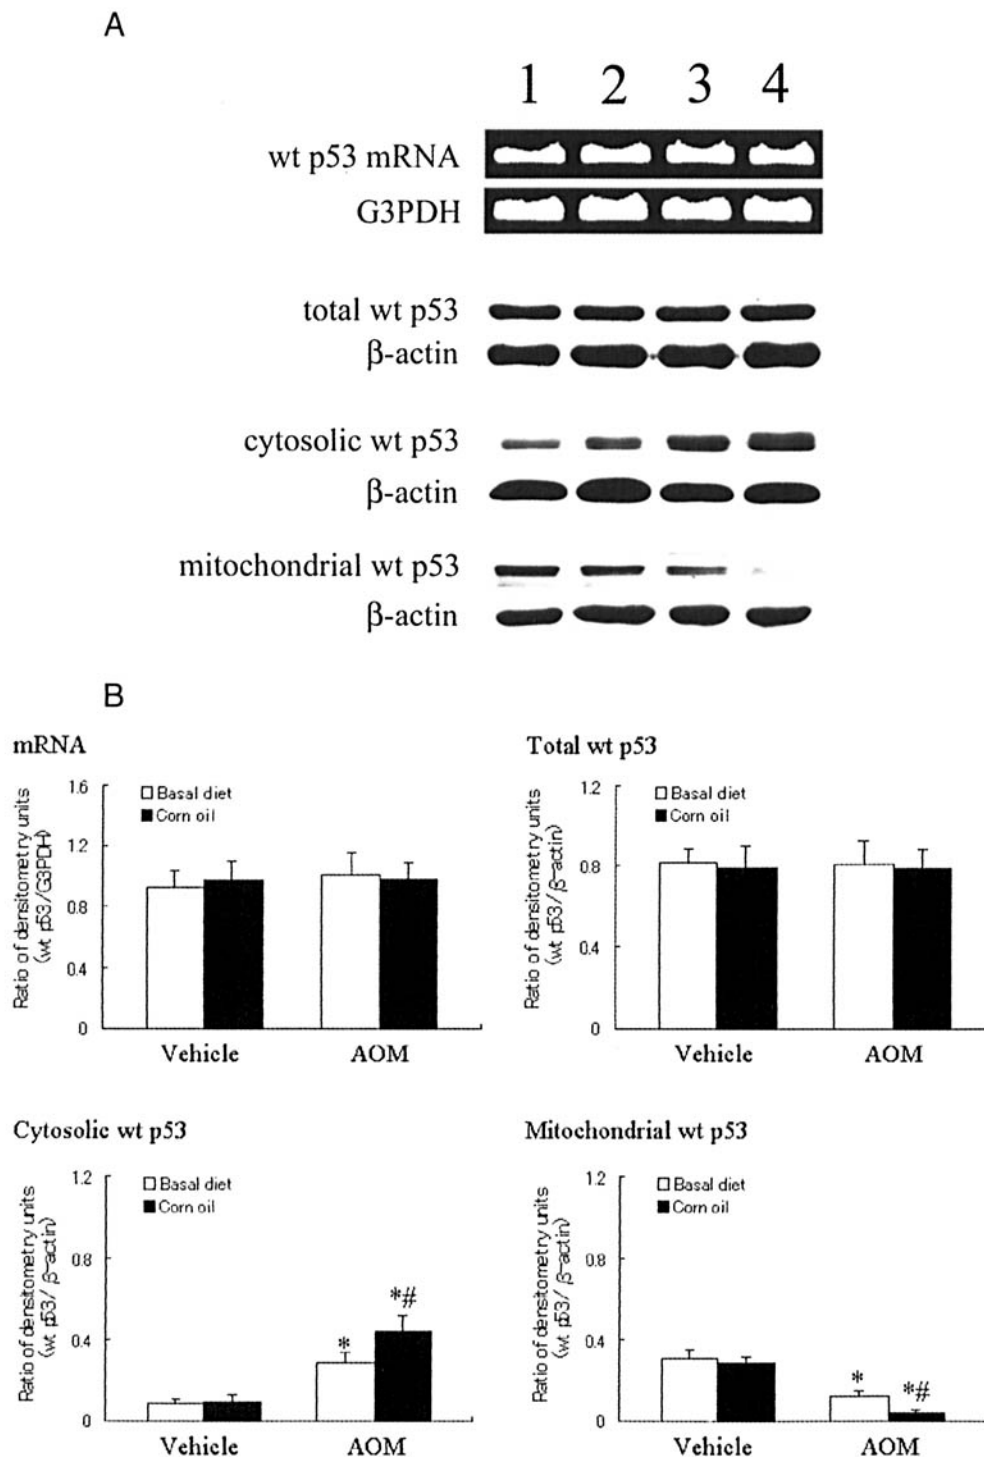 A
1 2 3 4
wt p53 mRNA
G3PDH
total wt p53
β-actin
cytosolic wt p53
β-actin
mitochondrial wt p53
β-actin
B
mRNA
Ratio of densitometry units
(wt p53/G3PDH)
1.6
1.2
0.8
0.4
0
Basal diet
Corn oil
Vehicle AOM
Total wt p53
Ratio of densitometry units
(wt p53/β-actin)
1.2
0.8
0.4
0
Basal diet
Corn oil
Vehicle AOM
Cytosolic wt p53
Ratio of densitometry units
(wt p53/β-actin)
1.2
0.8
0.4
0
Basal diet
Corn oil
*
*#
Vehicle AOM
Mitochondrial wt p53
Ratio of densitometry units
(wt p53/β-actin)
1.2
0.8
0.4
0
Basal diet
Corn oil
*
*#
Vehicle AOM